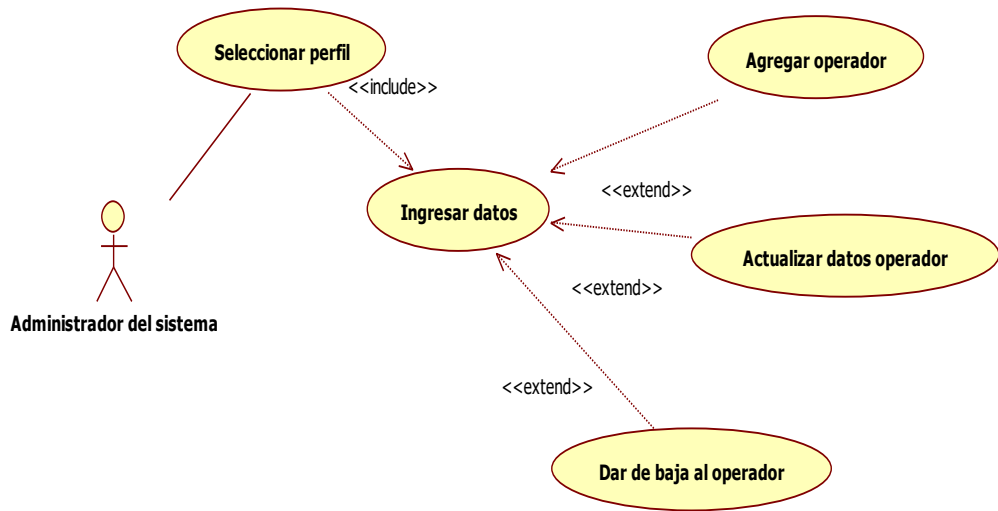 Seleccionar perfil
Agregar operador
<<include>>
<<extend>>
Ingresar datos
Actualizar datos operador
<<extend>>
Administrador del sistema
<<extend>>
Dar de baja al operador